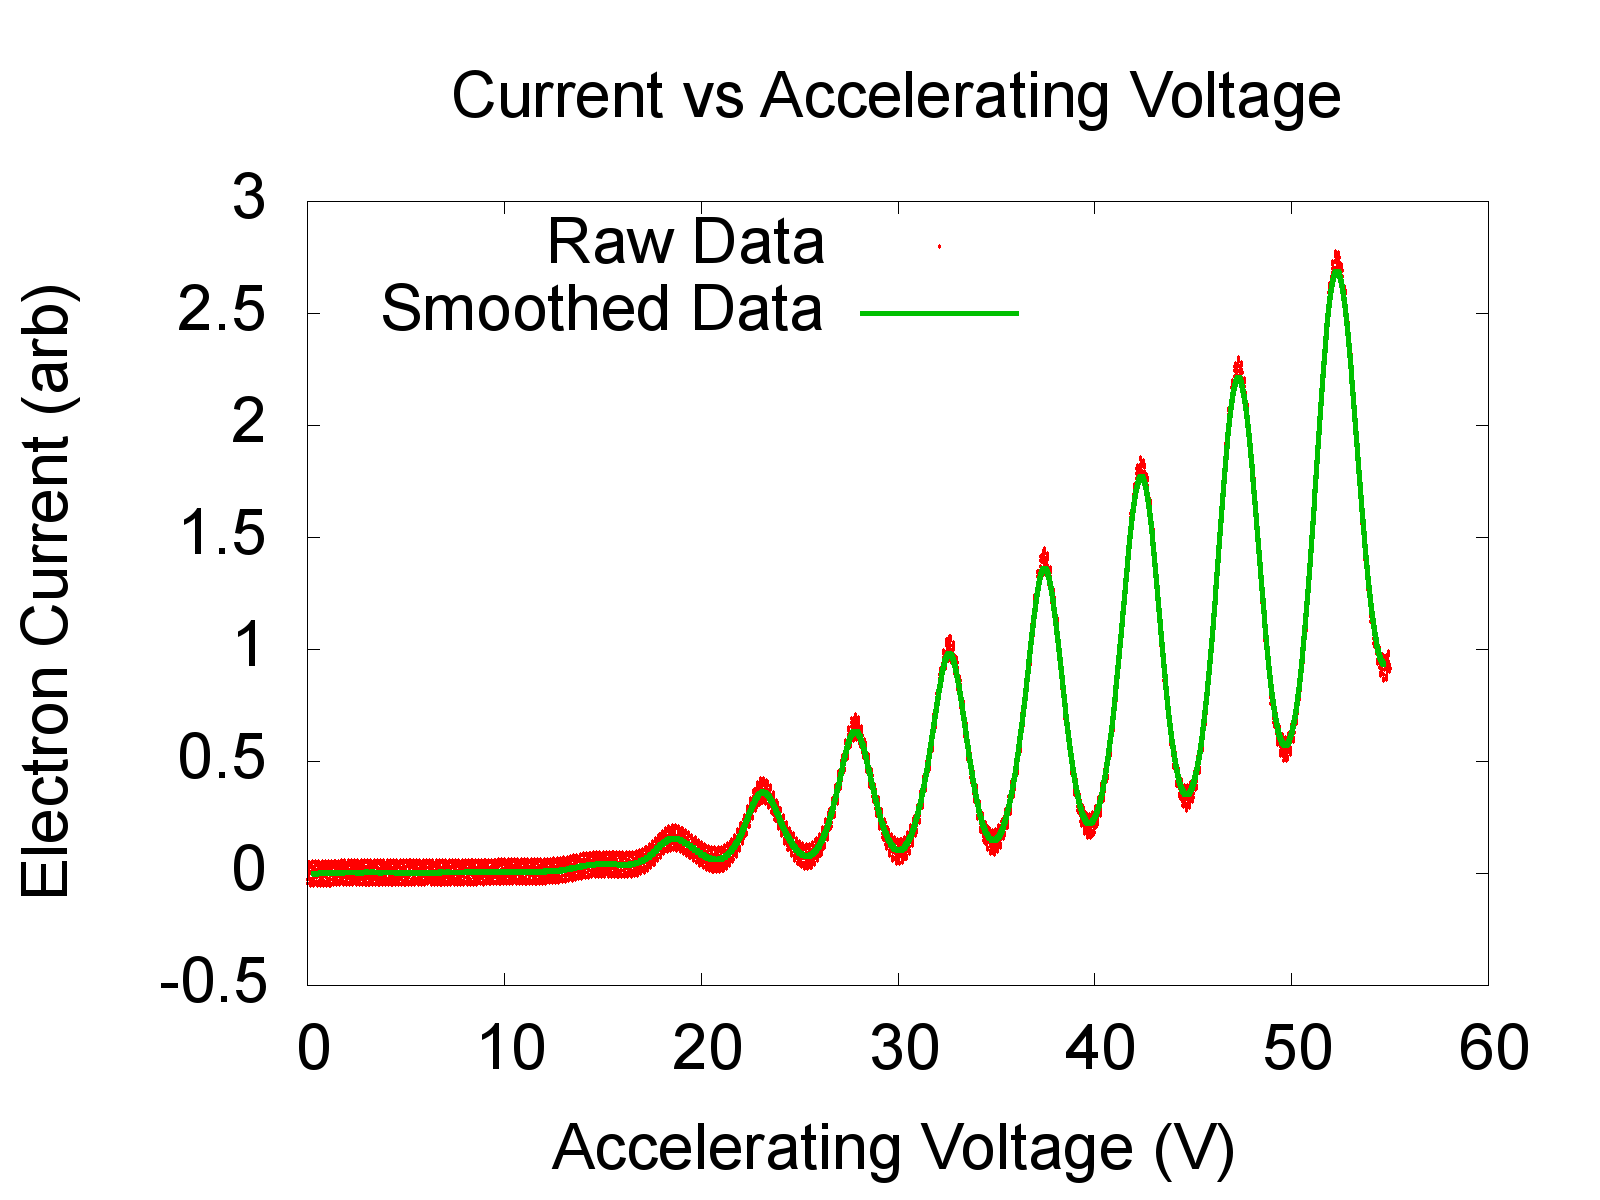 Current vs Accelerating Voltage
3
Raw Data
Smoothed Data
2.5
2
1.5
1
0.5
0
-0.5
Electron Current (arb)
0 10 20 30 40 50 60
Accelerating Voltage (V)